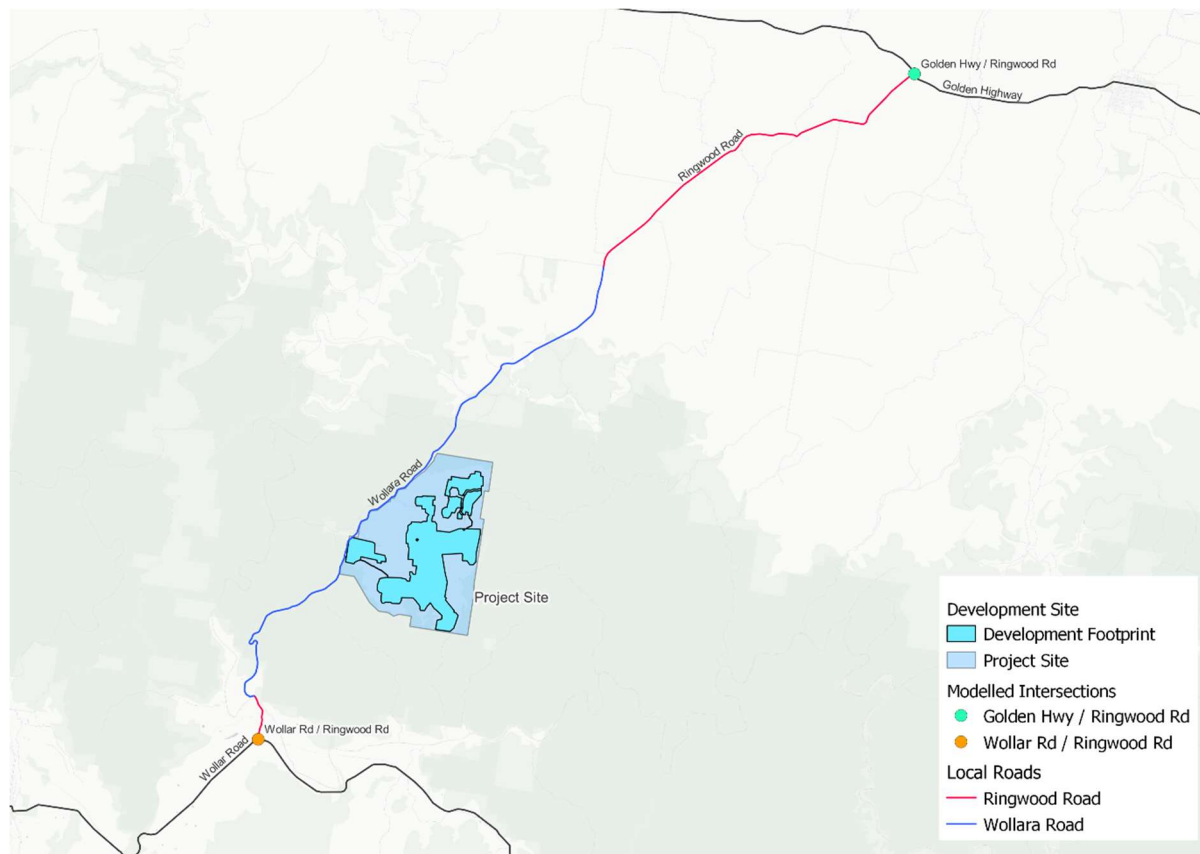 Golden Hwy / Ringwood Rd
Golden Highway
Ringwood Road
Wollara Road
Project Site
Wollar Rd / Ringwood Rd
Wollar Road
Development Site
Development Footprint
Project Site
Modelled Intersections
Golden Hwy / Ringwood Rd
Wollar Rd / Ringwood Rd
Local Roads
Ringwood Road
Wollara Road